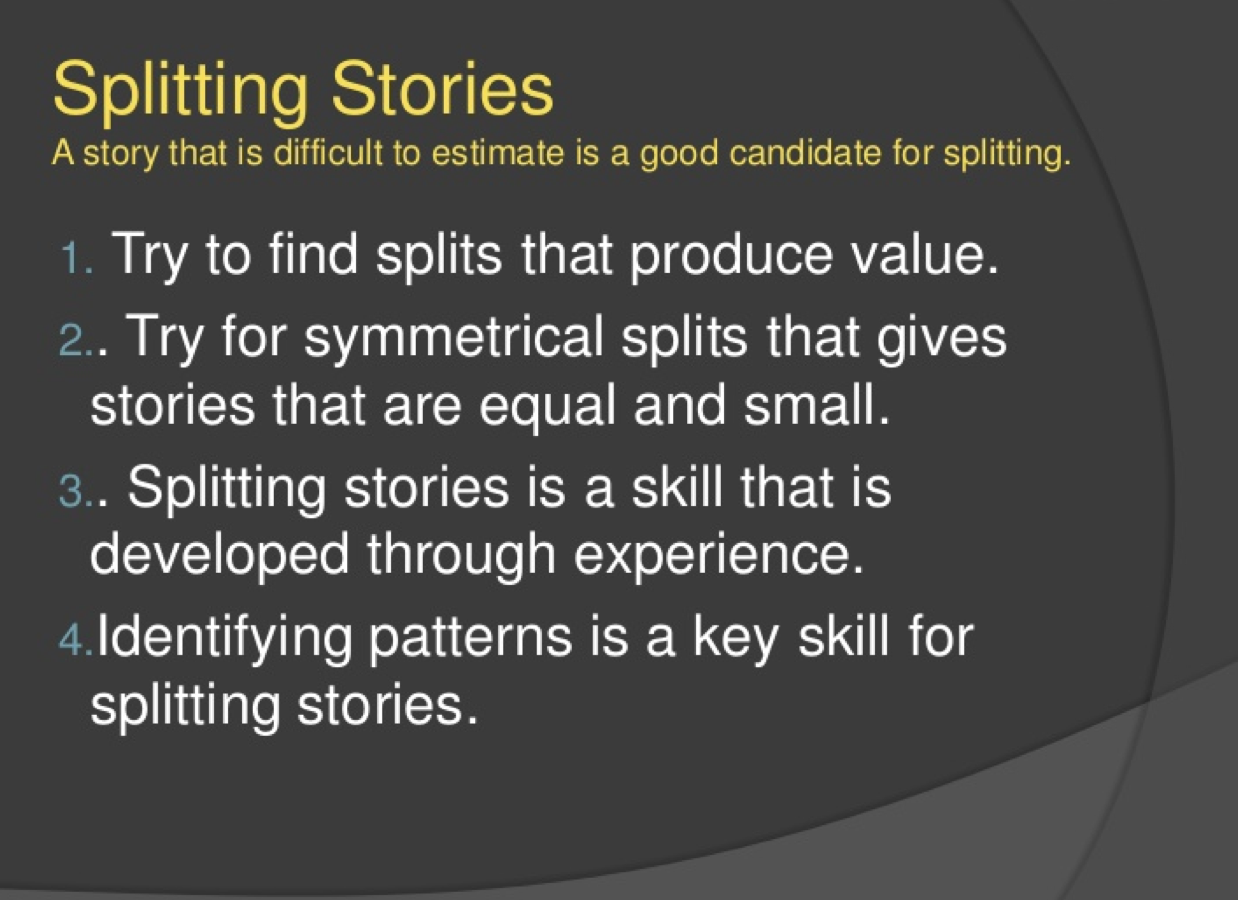 Splitting Stories
A story that is difficult to estimate is a good candidate for splitting.
1. Try to find splits that produce value.
2.. Try for symmetrical splits that gives
stories that are equal and small.
3.. Splitting stories is a skill that is
developed through experience.
4.Identifying patterns is a key skill for
splitting stories.